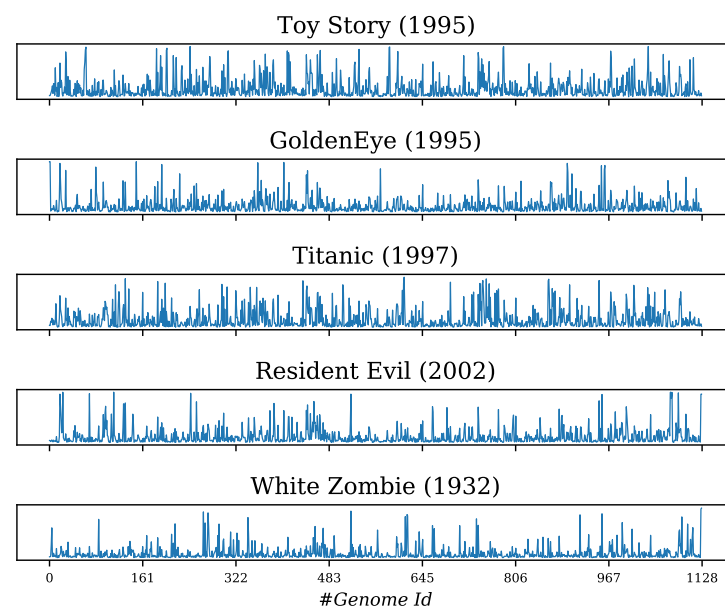 Toy Story (1995)
GoldenEye (1995)
Titanic (1997)
Resident Evil (2002)
White Zombie (1932)
0 161 322 483 645 806 967 1128
#Genome Id